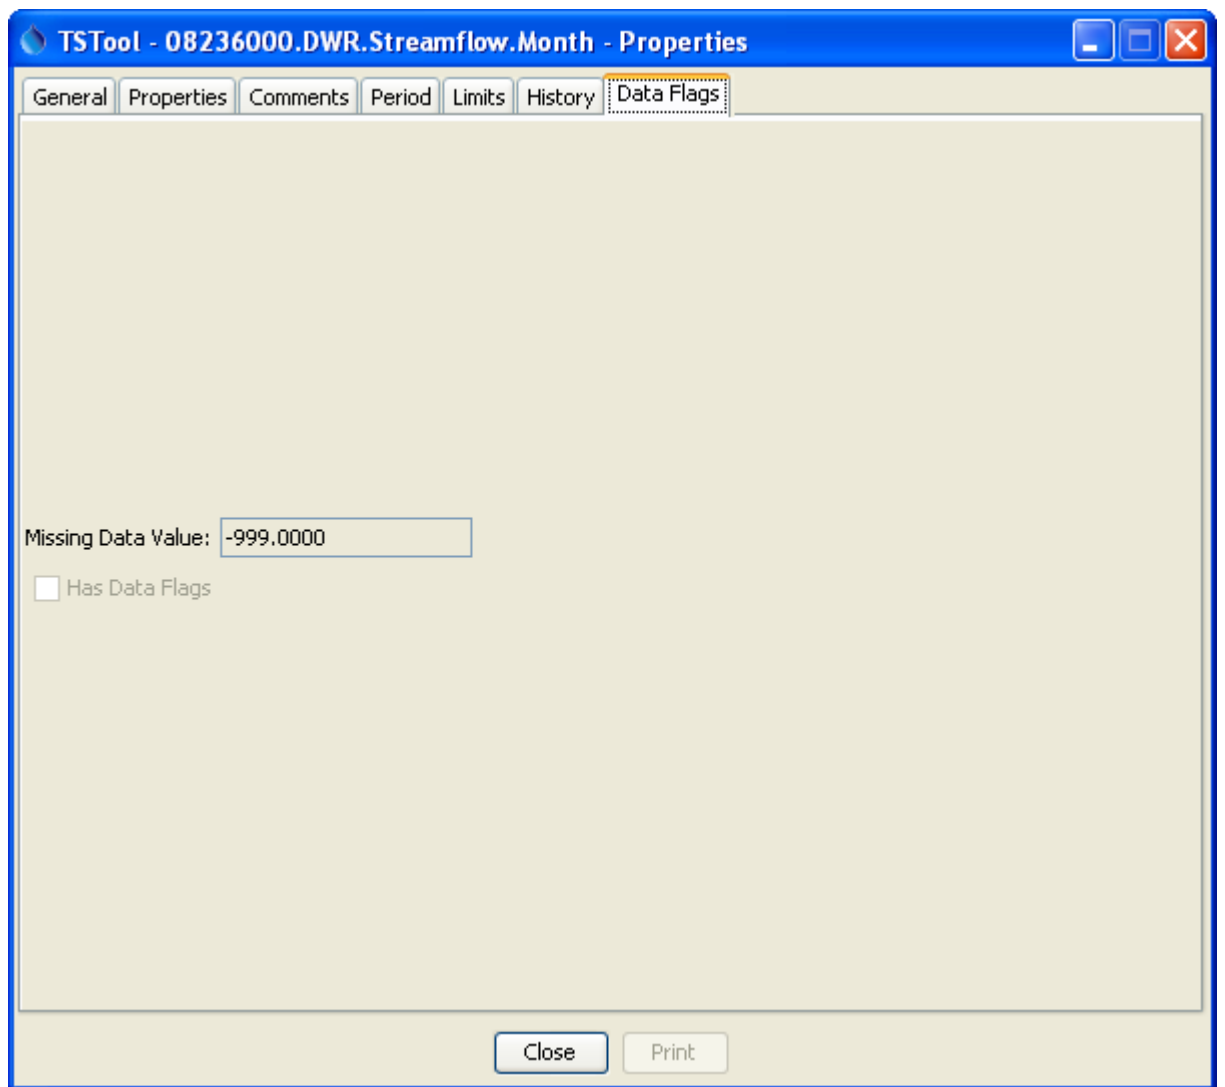 TSTool - 08236000.DWR.Streamflow.Month - Properties
General Properties Comments Period Limits History Data Flags
Missing Data Value: -999.0000
Has Data Flags
Close Print